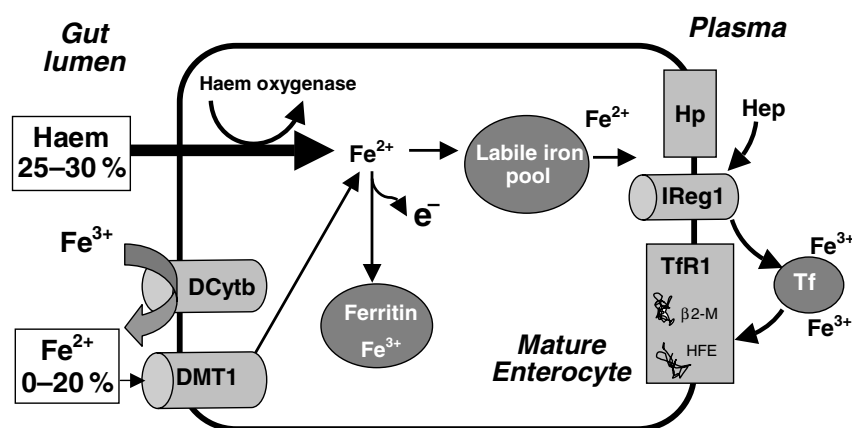 Gut
lumen
Plasma
Haem oxygenase
Haem
25–30 %
Fe²⁺
Labile iron
pool
Fe²⁺
Hp
Hep
IReg1
e⁻
Fe³⁺
DCytb
Ferritin
Fe³⁺
TfR1
β2-M
HFE
Fe³⁺
Tf
Fe³⁺
Fe²⁺
0–20 %
DMT1
Mature
Enterocyte